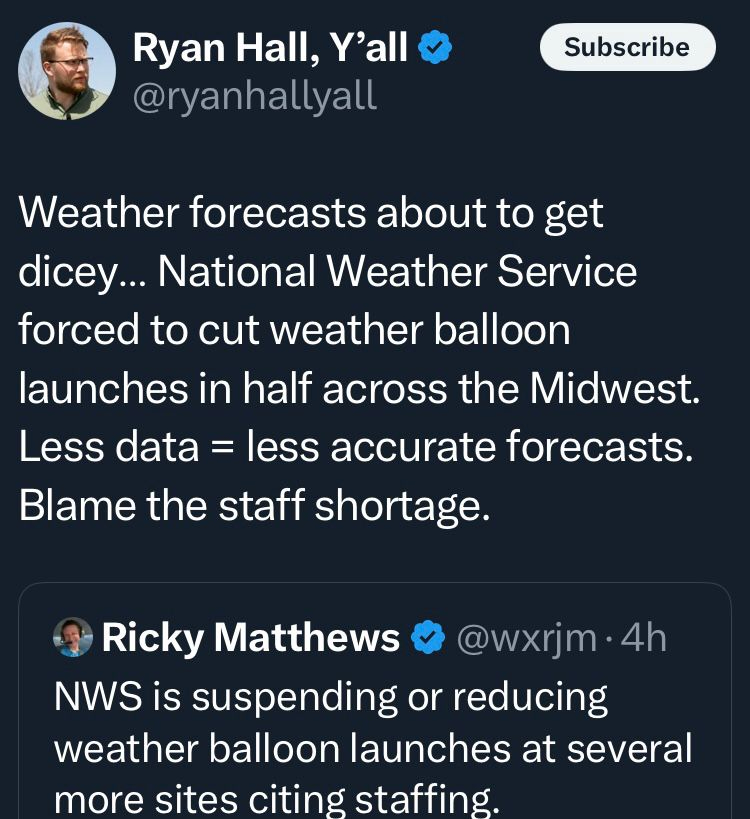 Ryan Hall, Y’all
Subscribe
@ryanhallyall
Weather forecasts about to get
dicey... National Weather Service
forced to cut weather balloon
launches in half across the Midwest.
Less data = less accurate forecasts.
Blame the staff shortage.
Ricky Matthews @wxrjm · 4h
NWS is suspending or reducing
weather balloon launches at several
more sites citing staffing.